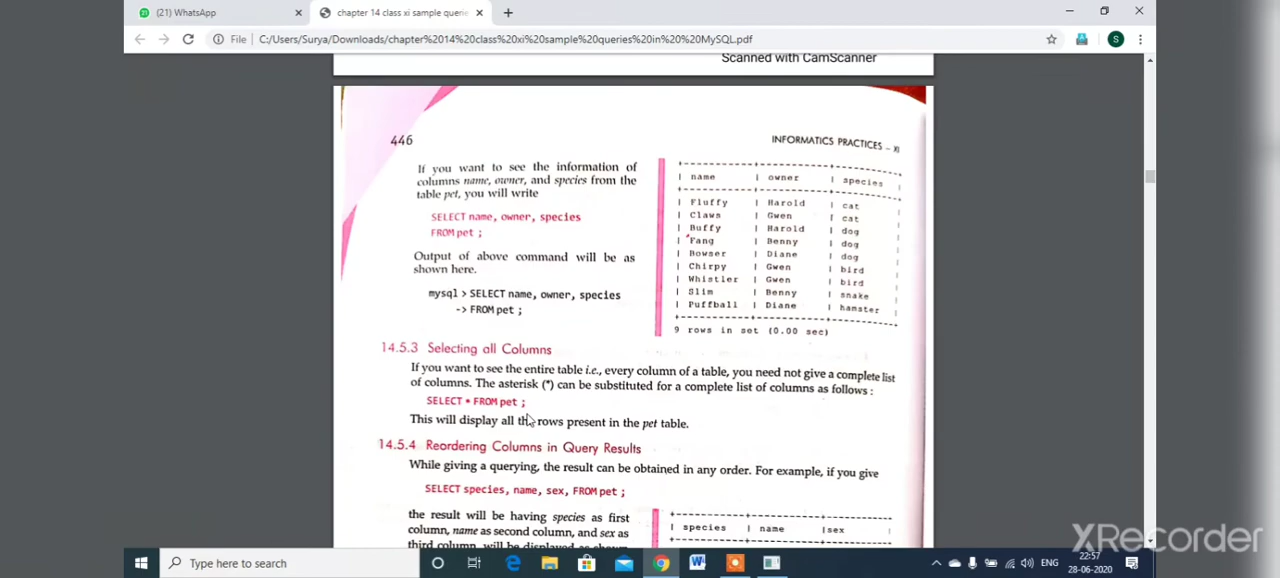 (21) WhatsApp
chapter 14 class xi sample querie
File C:/Users/Surya/Downloads/chapter%2014%20class%20xi%20sample%20queries%20in%20%20MySQL.pdf
S
Scanned with CamScanner
446
INFORMATICS PRACTICES – XI
If you want to see the information of
columns name, owner, and species from the
table pet, you will write
SELECT name, owner, species
FROM pet ;
Output of above command will be as
shown here.
mysql > SELECT name, owner, species
-> FROM pet ;
+-----------+-----------+-----------+
| name | owner | species |
+-----------+-----------+-----------+
| Fluffy | Harold | cat |
| Claws | Gwen | cat |
| Buffy | Harold | dog |
| Fang | Benny | dog |
| Bowser | Diane | dog |
| Chirpy | Gwen | bird |
| Whistler | Gwen | bird |
| Slim | Benny | snake |
| Puffball | Diane | hamster |
+-----------+-----------+-----------+
9 rows in set (0.00 sec)
14.5.3 Selecting all Columns
If you want to see the entire table i.e., every column of a table, you need not give a complete list
of columns. The asterisk (*) can be substituted for a complete list of columns as follows :
SELECT * FROM pet ;
This will display all the rows present in the pet table.
14.5.4 Reordering Columns in Query Results
While giving a querying, the result can be obtained in any order. For example, if you give
SELECT species, name, sex, FROM pet ;
the result will be having species as first
column, name as second column, and sex as
third column, will be displayed as shown
+-----------+-----------+-----------+
| species | name |sex
+-----------+-----------+-----------+
XRecorder
Type here to search
ENG
22:57
28-06-2020